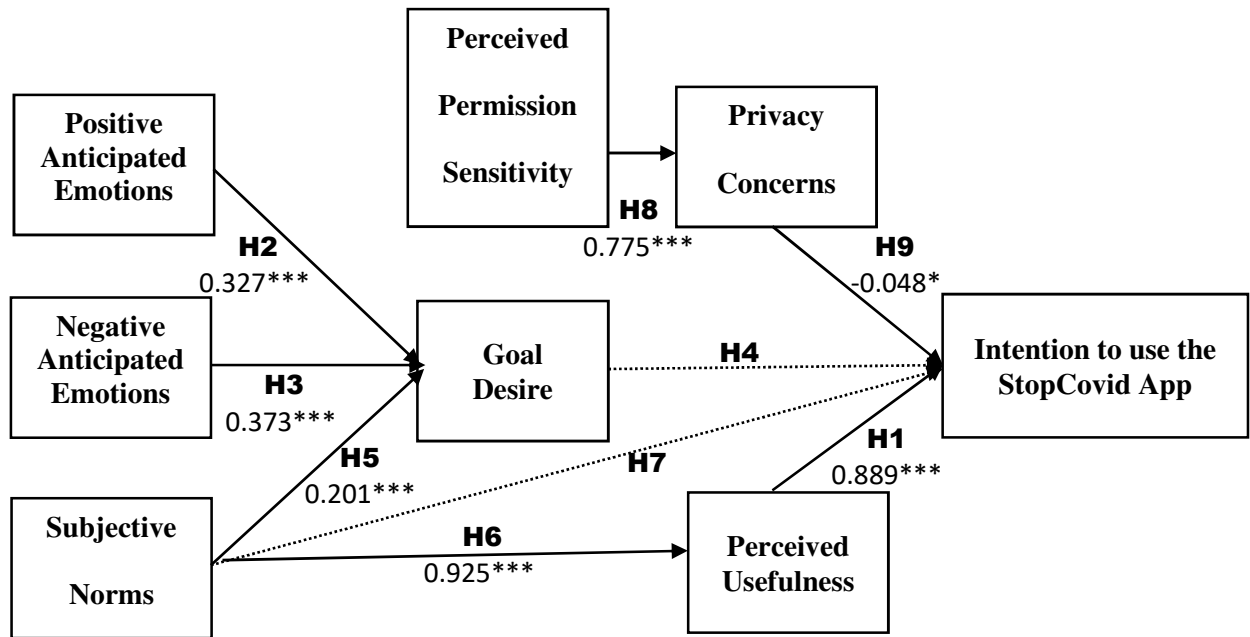 Perceived
Permission
Sensitivity
Privacy
Concerns
Positive
Anticipated
Emotions
H8
0.775***
H9
-0.048*
H2
0.327***
Negative
Anticipated
Emotions
Goal
Desire
H4
Intention to use the
StopCovid App
H3
0.373***
H5
0.201***
H7
H1
0.889***
Subjective
Norms
H6
0.925***
Perceived
Usefulness